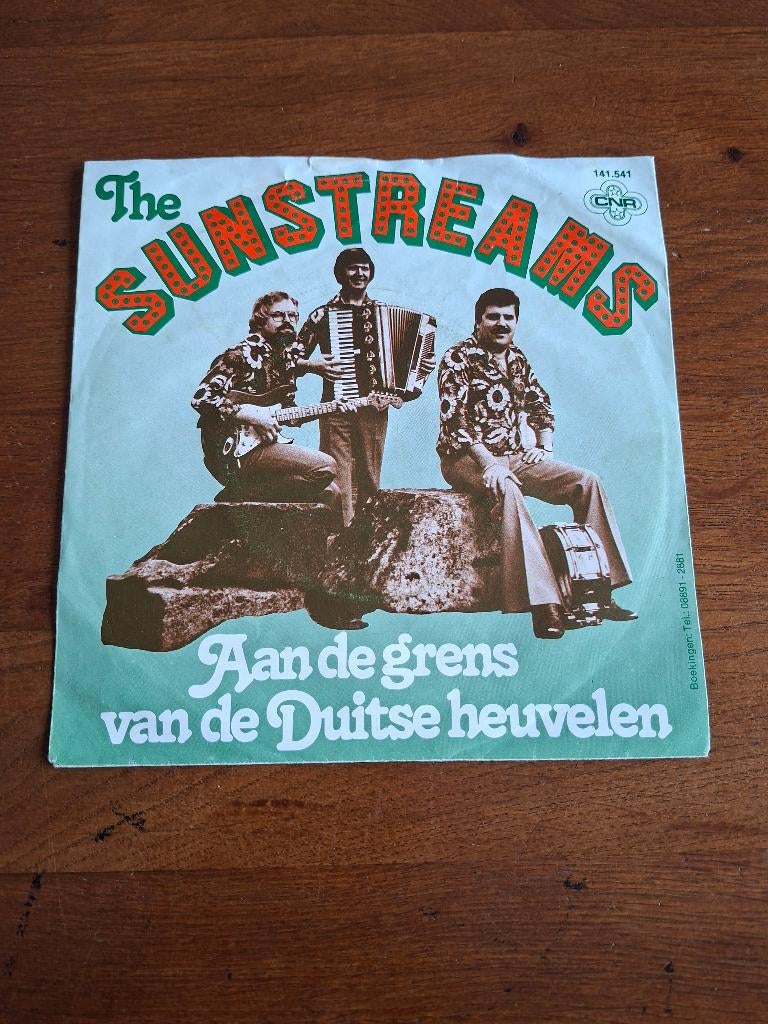 The
SUNSTREAMS
141.541
CNR
Aan de grens
van de Duitse heuvelen
Boekingen: Tel.: 08891 - 2881